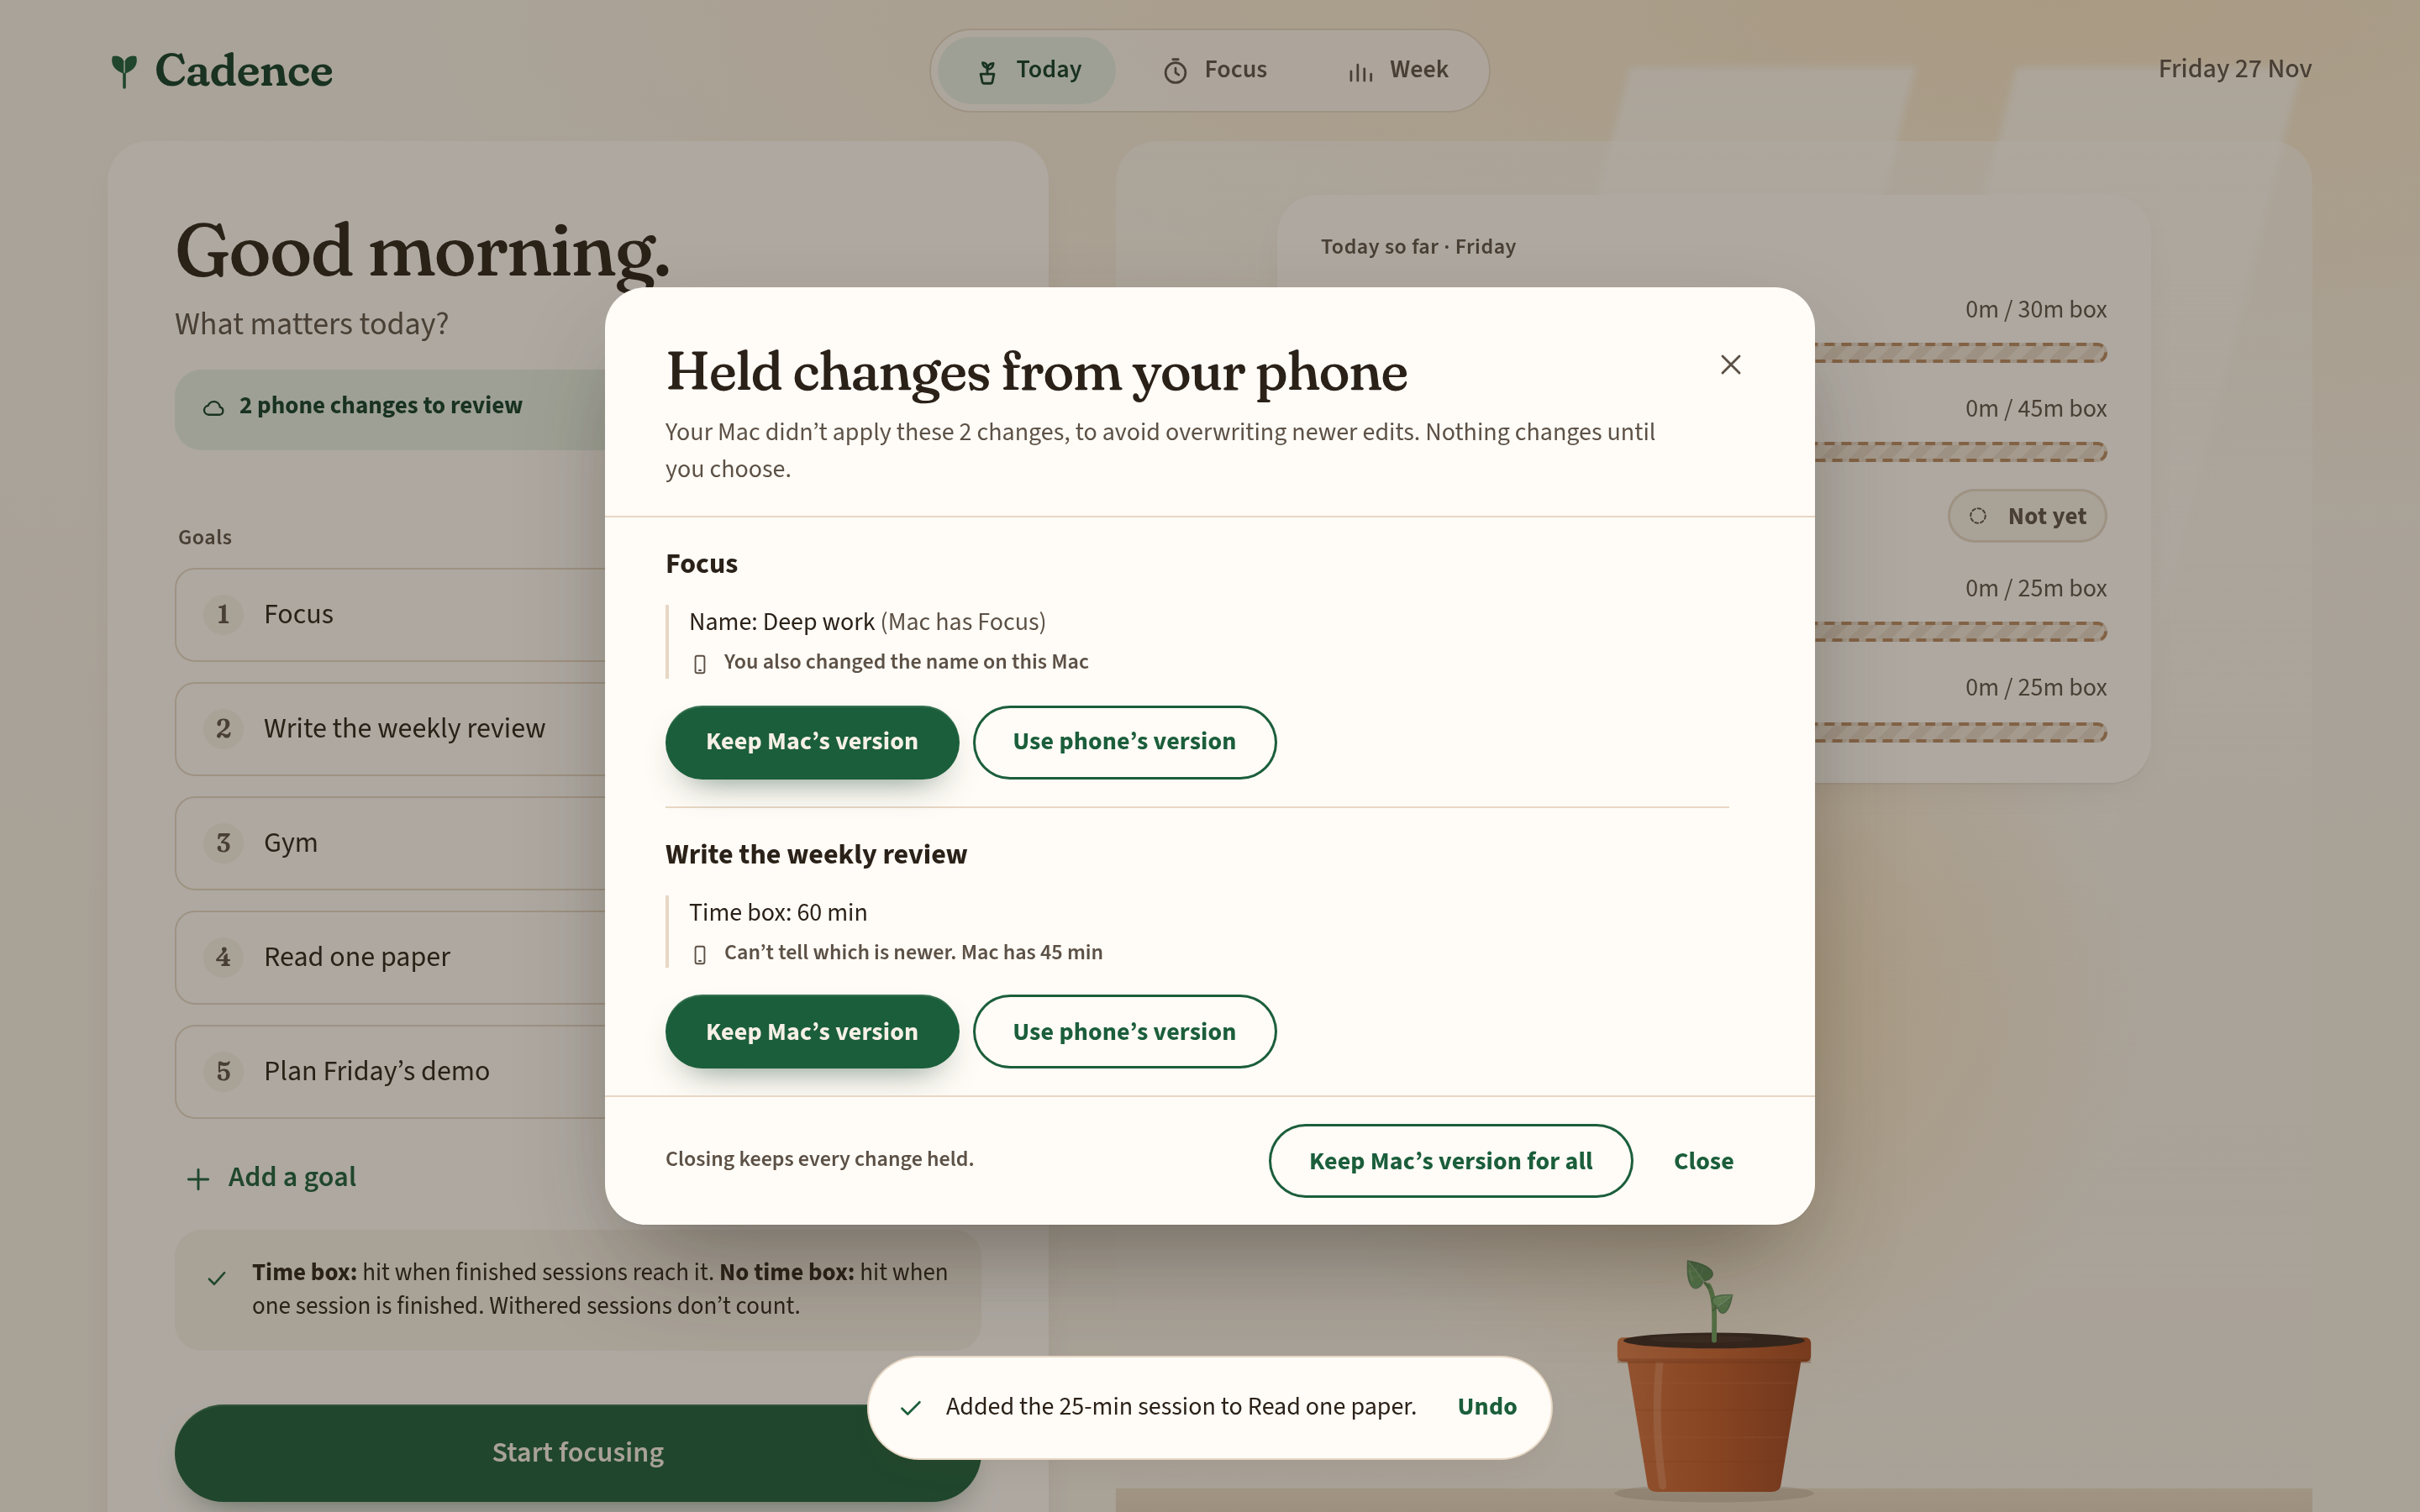 Cadence
Today
Focus
Week
Friday 27 Nov
Good morning.
What matters today?
2 phone changes to review
Goals
1 Focus
2 Write the weekly review
3 Gym
4 Read one paper
5 Plan Friday’s demo
Add a goal
Time box: hit when finished sessions reach it. No time box: hit when
one session is finished. Withered sessions don’t count.
Start focusing
Today so far · Friday
0m / 30m box
0m / 45m box
Not yet
0m / 25m box
0m / 25m box
Held changes from your phone
Your Mac didn’t apply these 2 changes, to avoid overwriting newer edits. Nothing changes until
you choose.
Focus
Name: Deep work (Mac has Focus)
You also changed the name on this Mac
Keep Mac’s version
Use phone’s version
Write the weekly review
Time box: 60 min
Can’t tell which is newer. Mac has 45 min
Keep Mac’s version
Use phone’s version
Closing keeps every change held.
Keep Mac’s version for all
Close
Added the 25-min session to Read one paper.
Undo